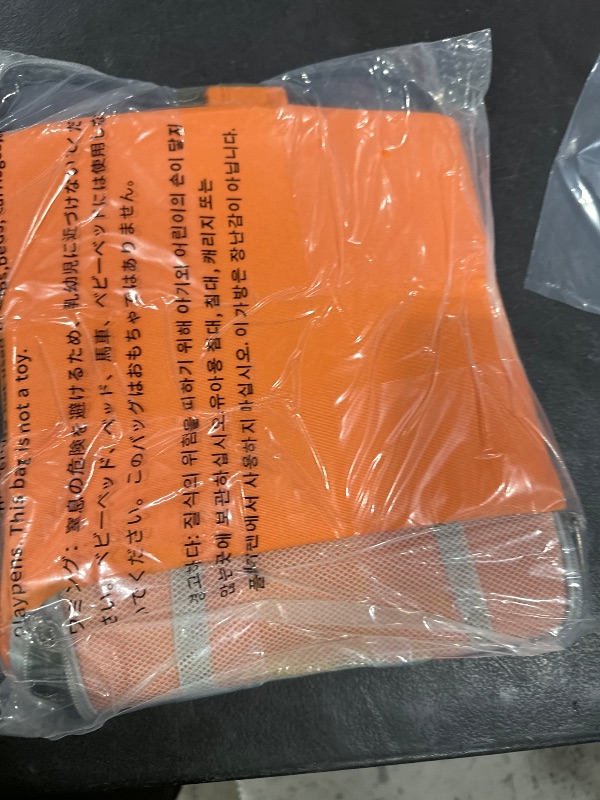 beds, carriages,
playpens. This bag is not a toy.
ワーニング：窒息の危険を避けるため、乳幼児に近づけないくだ
さい。ベビーベッド、ベッド、馬車、ベビーベットには使用しな
いでください。このバッグはおもちゃではありません。
경고하다: 질식의 위험을 피하기 위해 아기와 어린이의 손이 닿지
않는곳에 보관하십시오.유아용 침대, 침대, 캐리지 또는
플레이펜에서 사용하지 마십시오. 이 가방은 장난감이 아닙니다.